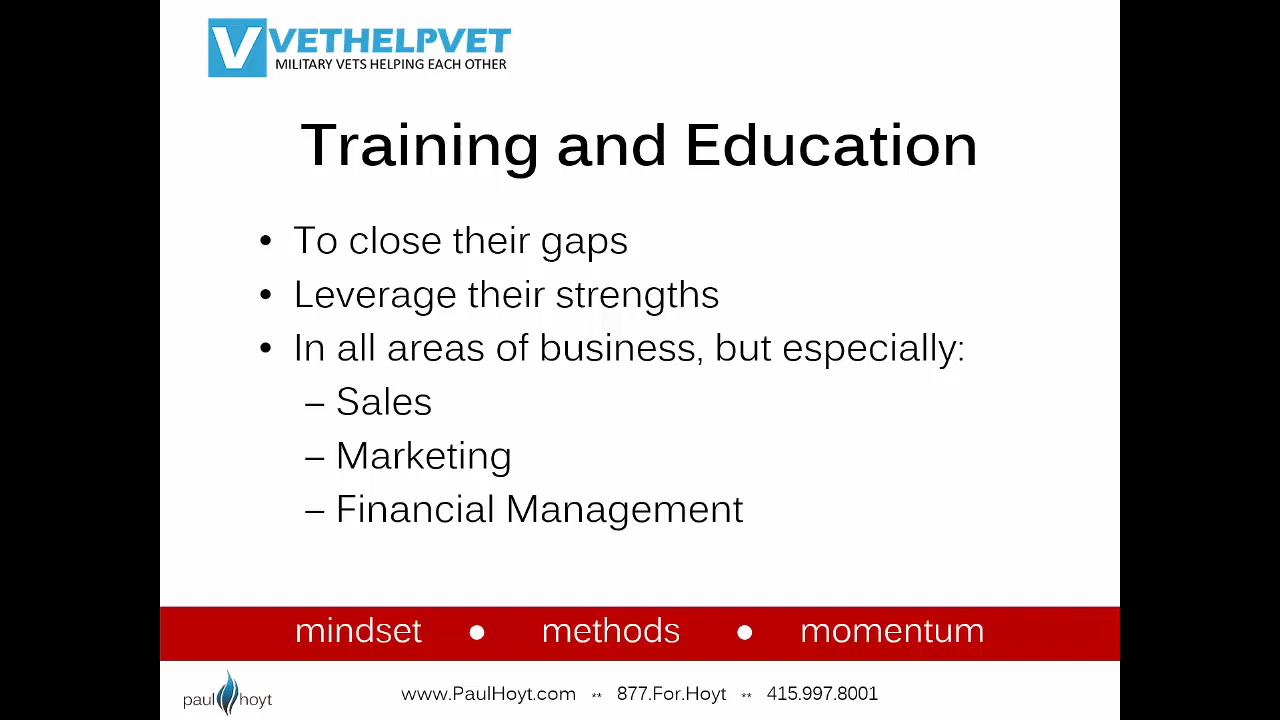 V VETHELPVET
MILITARY VETS HELPING EACH OTHER
Training and Education
• To close their gaps
• Leverage their strengths
• In all areas of business, but especially:
– Sales
– Marketing
– Financial Management
mindset ● methods ● momentum
paul hoyt www.PaulHoyt.com ** 877.For.Hoyt ** 415.997.8001